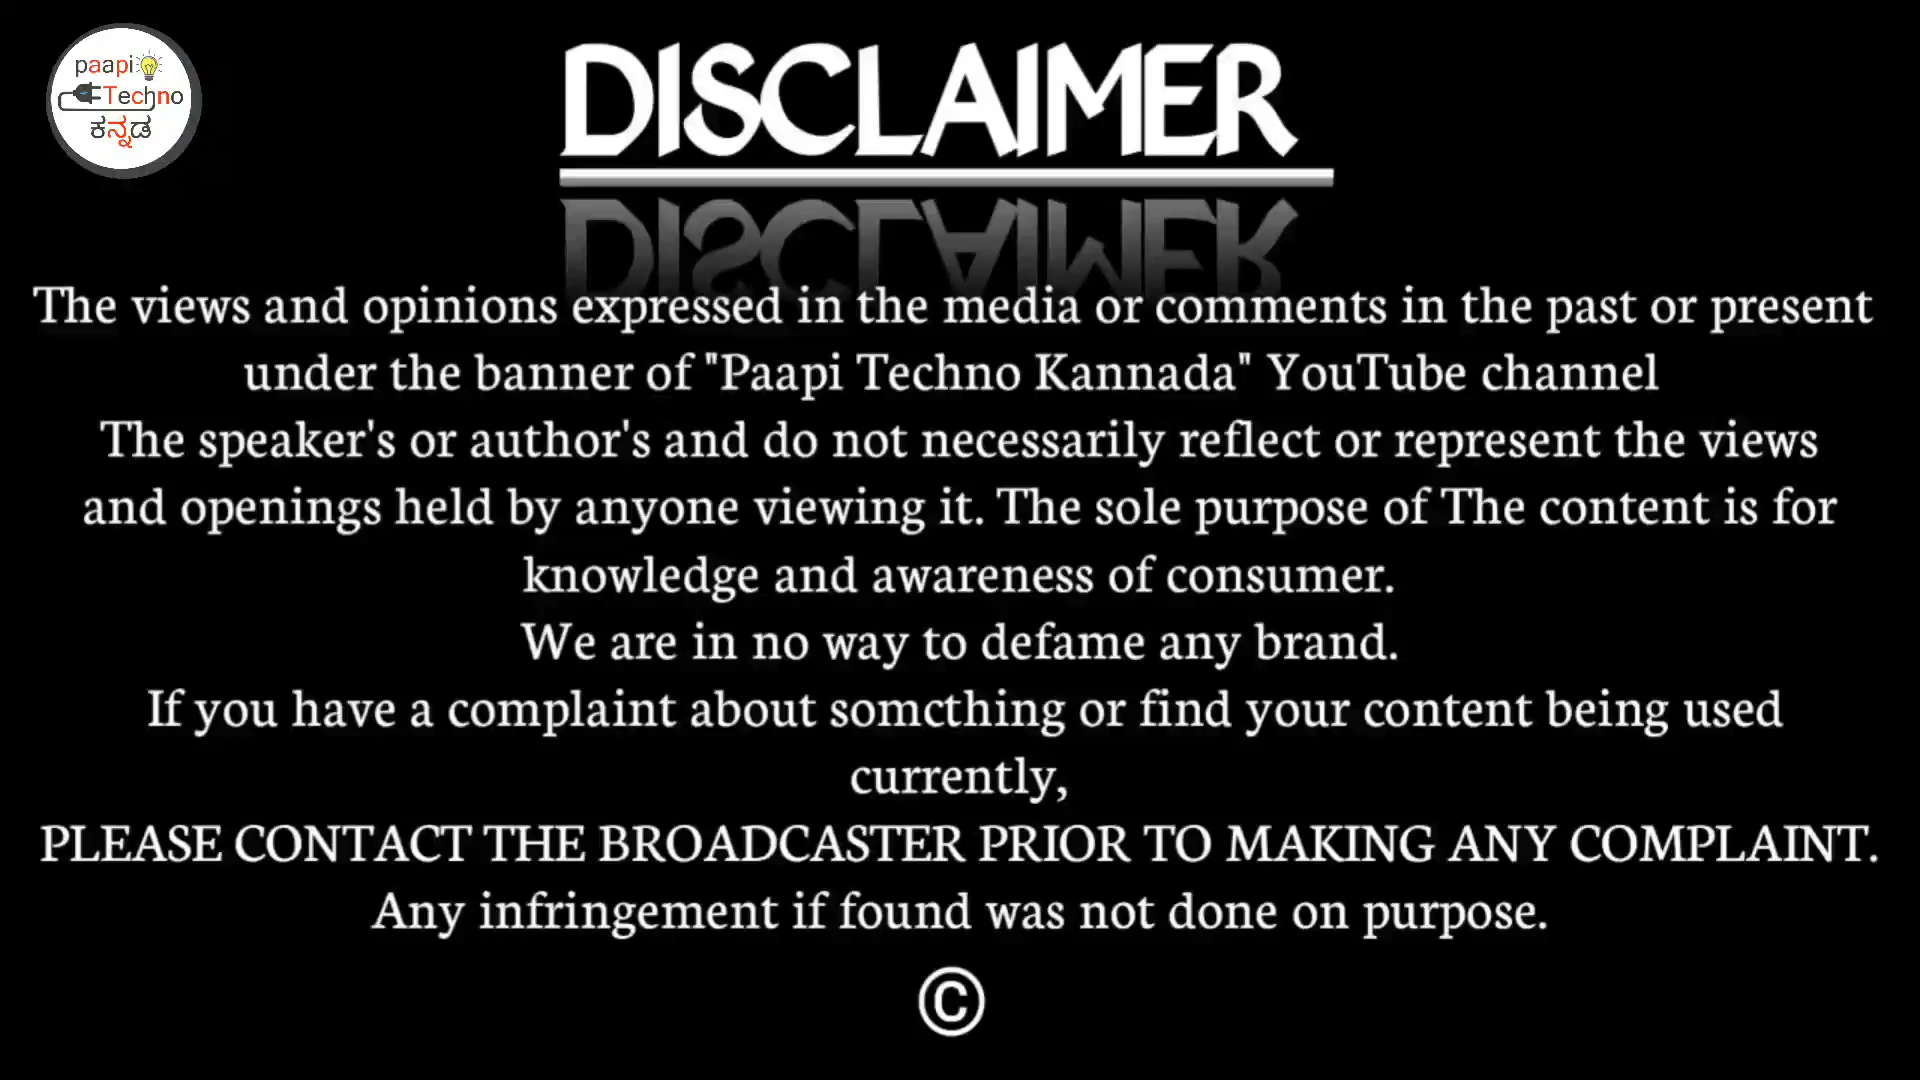 paapi
Techno
ಕನ್ನಡ
DISCLAIMER
The views and opinions expressed in the media or comments in the past or present
under the banner of "Paapi Techno Kannada" YouTube channel
The speaker's or author's and do not necessarily reflect or represent the views
and openings held by anyone viewing it. The sole purpose of The content is for
knowledge and awareness of consumer.
We are in no way to defame any brand.
If you have a complaint about somcthing or find your content being used
currently,
PLEASE CONTACT THE BROADCASTER PRIOR TO MAKING ANY COMPLAINT.
Any infringement if found was not done on purpose.
©